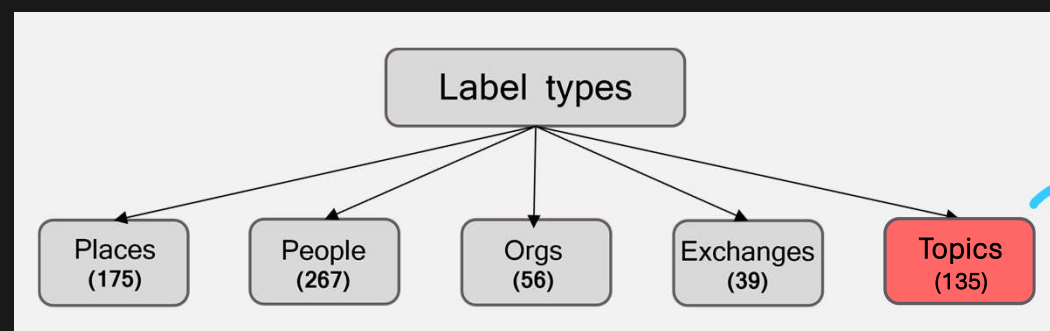 Label types
Places
(175)
People
(267)
Orgs
(56)
Exchanges
(39)
Topics
(135)